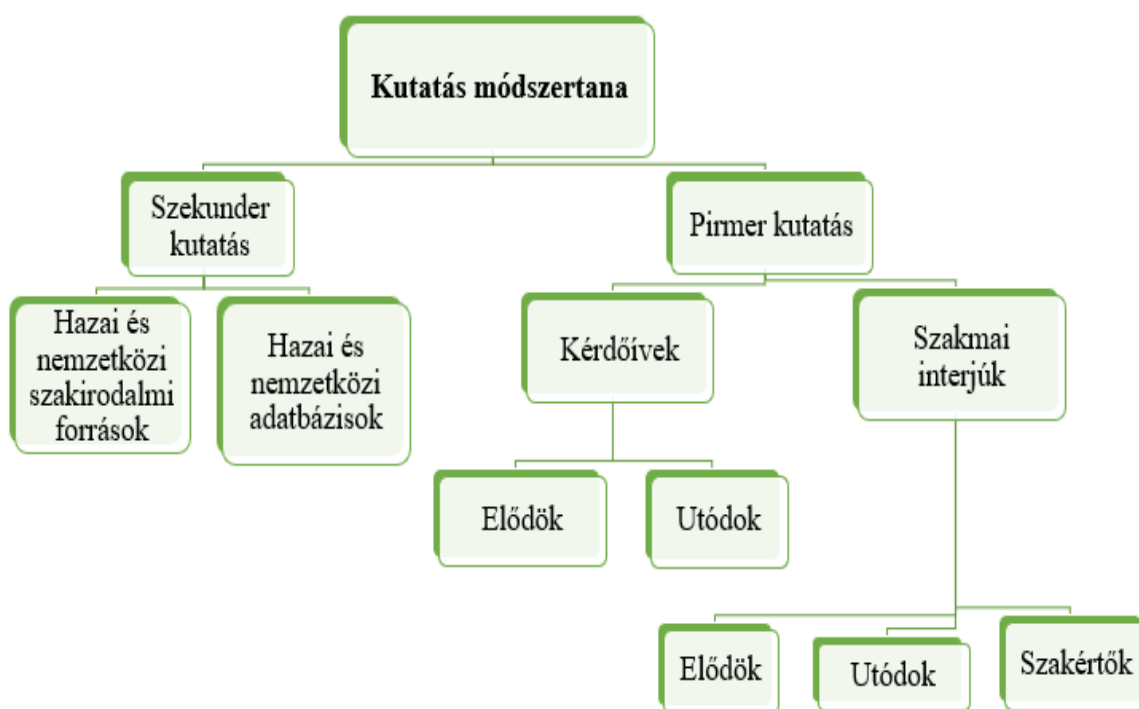 Kutatás módszertana
Szekunder
kutatás
Pirmer kutatás
Hazai és
nemzetközi
szakirodalmi
források
Hazai és
nemzetközi
adatbázisok
Kérdőívek
Szakmai
interjúk
Elődök
Utódok
Elődök
Utódok
Szakértők